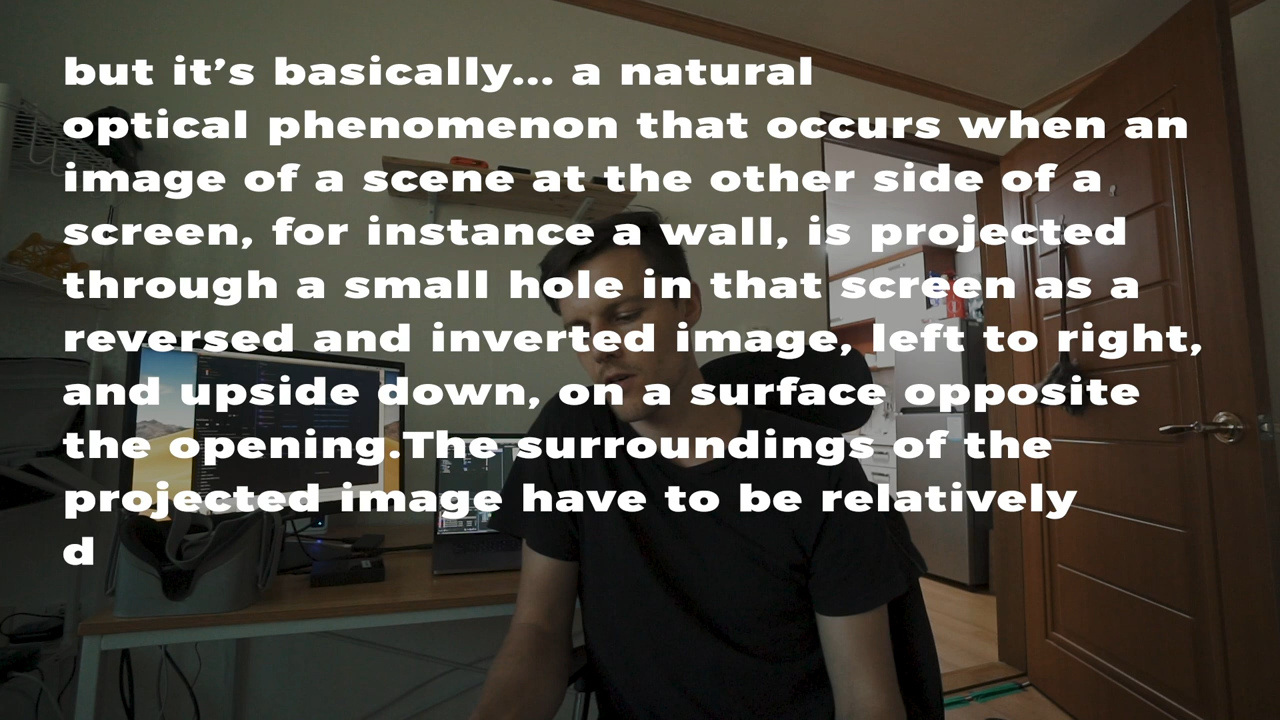 but it’s basically... a natural
optical phenomenon that occurs when an
image of a scene at the other side of a
screen, for instance a wall, is projected
through a small hole in that screen as a
reversed and inverted image, left to right,
and upside down, on a surface opposite
the opening.The surroundings of the
projected image have to be relatively
d